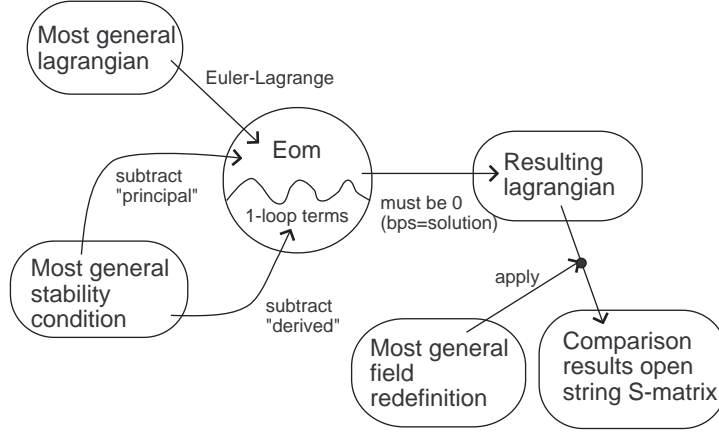 Most general
lagrangian
Euler-Lagrange
Eom
1-loop terms
subtract
"principal"
Most general
stability
condition
subtract
"derived"
must be 0
(bps=solution)
Resulting
lagrangian
apply
Most general
field
redefinition
Comparison
results open
string S-matrix